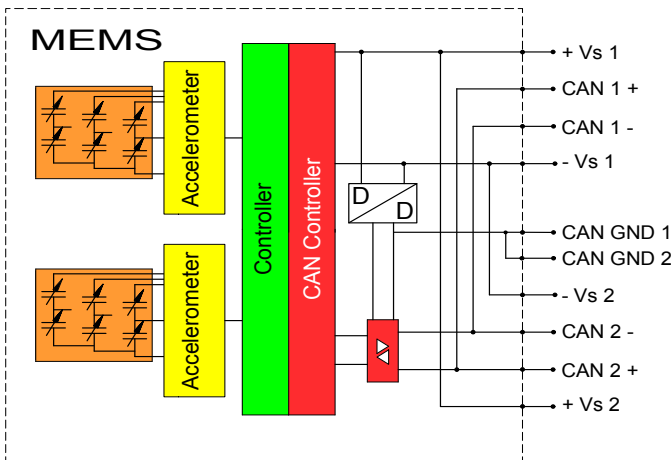 MEMS
Accelerometer
Accelerometer
Controller
CAN Controller
D
D
+ Vs 1
CAN 1 +
CAN 1 -
- Vs 1
CAN GND 1
CAN GND 2
- Vs 2
CAN 2 -
CAN 2 +
+ Vs 2